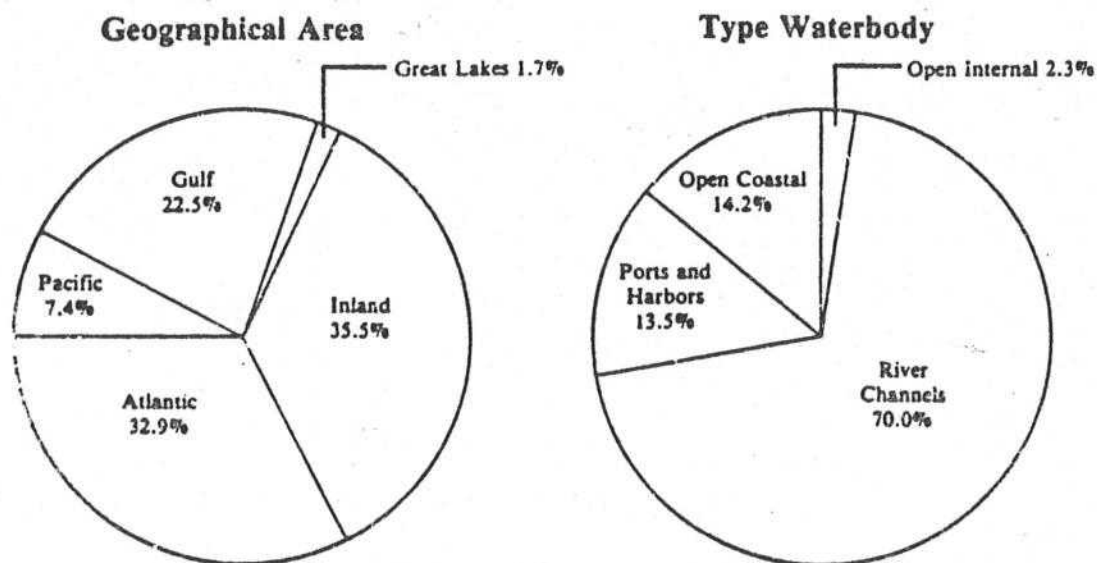 Geographical Area
Great Lakes 1.7%
Gulf
22.5%
Pacific
7.4%
Inland
35.5%
Atlantic
32.9%
Type Waterbody
Open Internal 2.3%
Open Coastal
14.2%
Ports and
Harbors
13.5%
River
Channels
70.0%